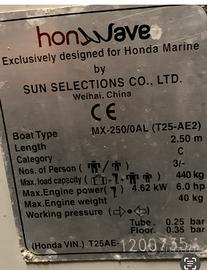 honwave
Exclusively designed for Honda Marine
by
SUN SELECTIONS CO., LTD.
Weihai, China
CE
Boat Type MX-250/0AL (T25-AE2)
Length 2.50 m
Category C
Nos. of Person ( / ) 3/-
Max. load capacity ( + + ) 440 kg
Max. Engine power ( ) 4.62 kW 6.0 hp
Max. Engine weight 40 kg
Working pressure ( )
Tube 0.25 bar
Floor 0.35 bar
(Honda VIN.) T25AE-1200735